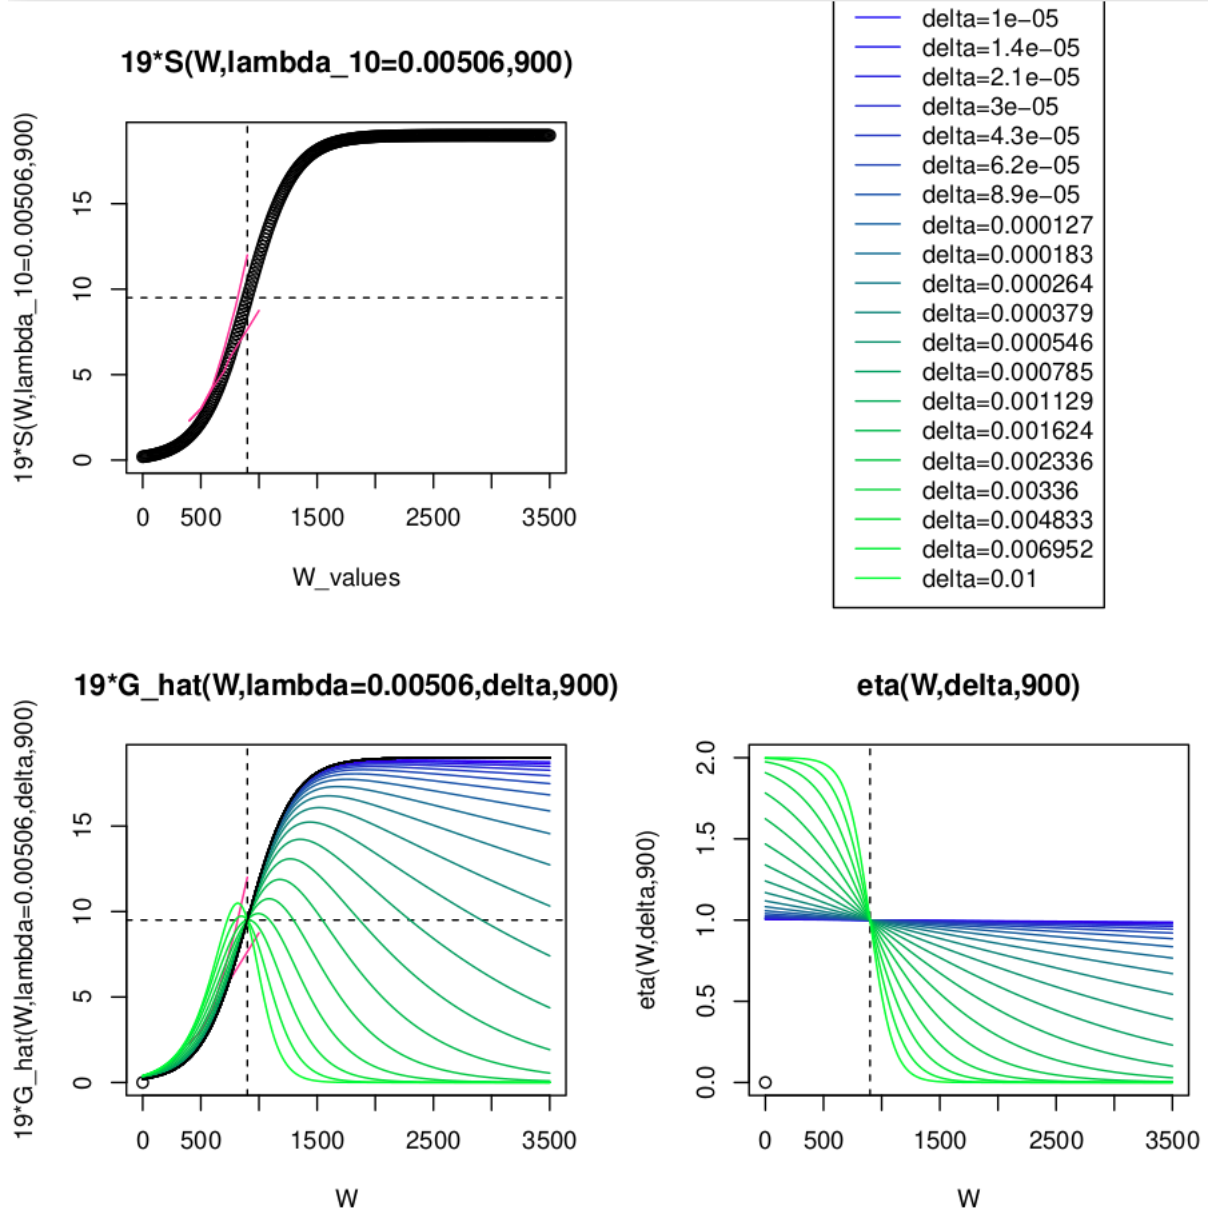 19*S(W,lambda_10=0.00506,900)
19*S(W,lambda_10=0.00506,900)
15
10
5
0
0 500 1500 2500 3500
W_values
delta=1e−05
delta=1.4e−05
delta=2.1e−05
delta=3e−05
delta=4.3e−05
delta=6.2e−05
delta=8.9e−05
delta=0.000127
delta=0.000183
delta=0.000264
delta=0.000379
delta=0.000546
delta=0.000785
delta=0.001129
delta=0.001624
delta=0.002336
delta=0.00336
delta=0.004833
delta=0.006952
delta=0.01
19*G_hat(W,lambda=0.00506,delta,900)
19*G_hat(W,lambda=0.00506,delta,900)
15
10
5
0
0 500 1500 2500 3500
W
eta(W,delta,900)
eta(W,delta,900)
2.0
1.5
1.0
0.5
0.0
0 500 1500 2500 3500
W